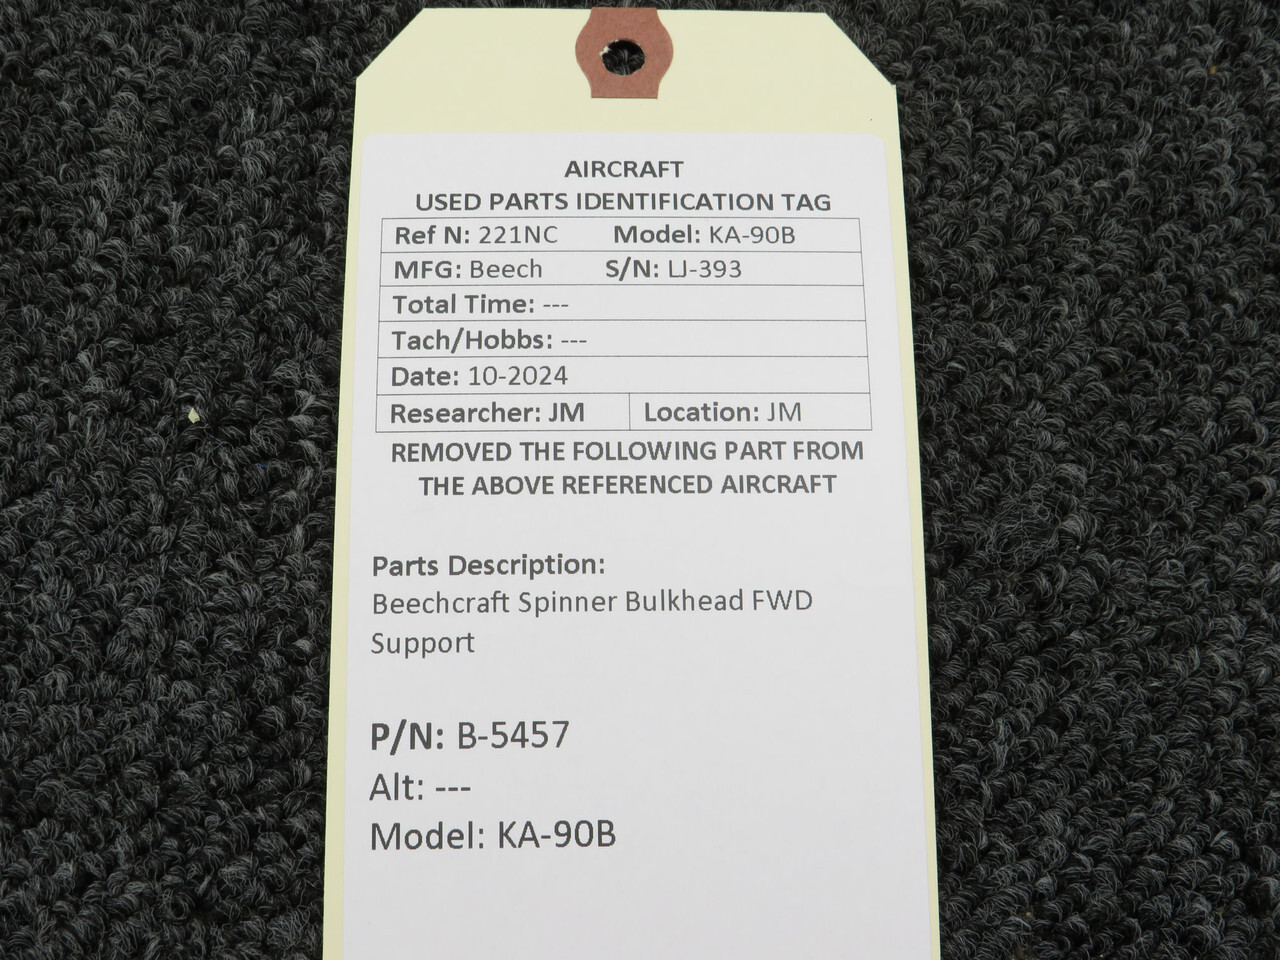 AIRCRAFT
USED PARTS IDENTIFICATION TAG
Ref N: 221NC Model: KA-90B
MFG: Beech S/N: LJ-393
Total Time: ---
Tach/Hobbs: ---
Date: 10-2024
Researcher: JM Location: JM
REMOVED THE FOLLOWING PART FROM
THE ABOVE REFERENCED AIRCRAFT
Parts Description:
Beechcraft Spinner Bulkhead FWD
Support
P/N: B-5457
Alt: ---
Model: KA-90B